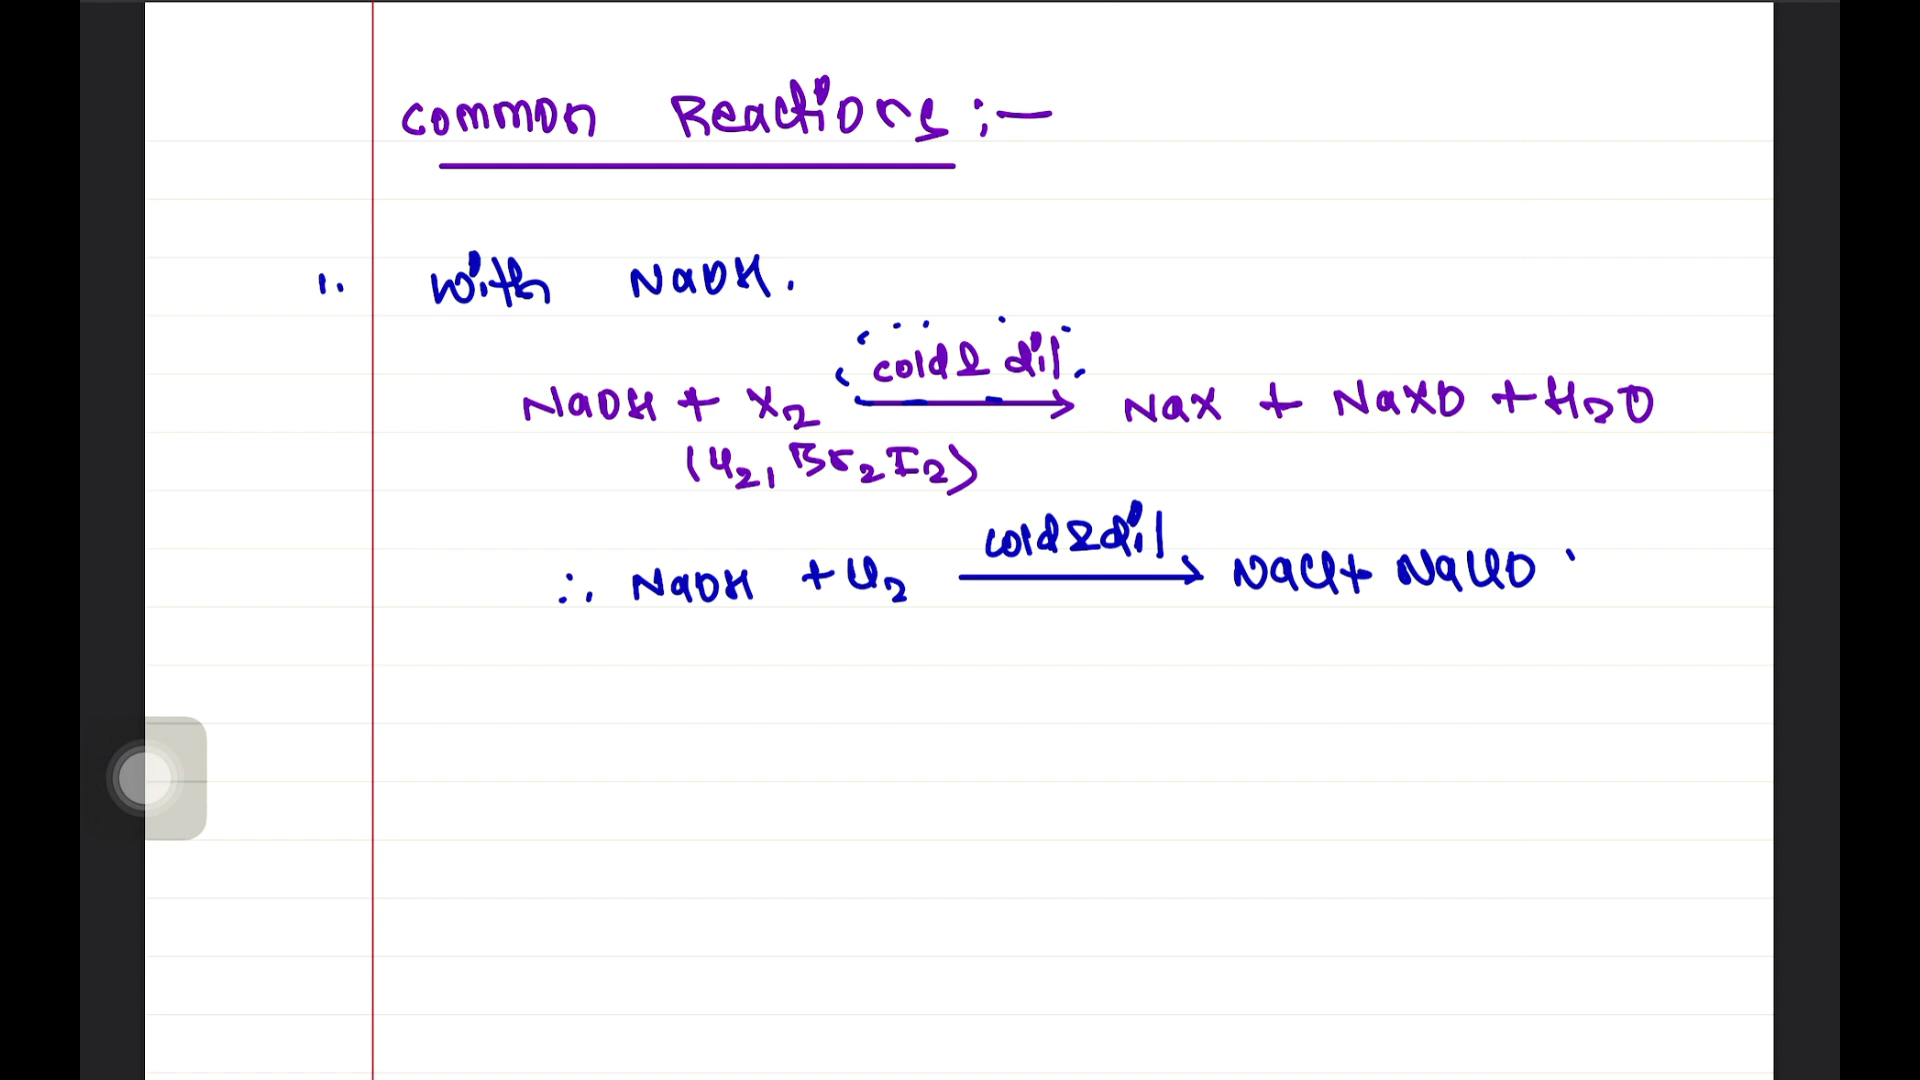 common Reactions :—
1. with NaOH.
cold & dil.
NaOH + X2 → NaX + NaXO + H2O
(Cl2, Br2 I2)
cold & dil
∴ NaOH + Cl2 → NaCl + NaClO